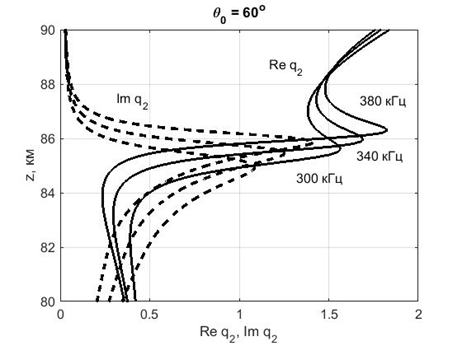 θ₀ = 60°
90
Re q₂
Im q₂
88
380 кГц
86
340 кГц
z, км
300 кГц
84
82
80
0 0.5 1 1.5 2
Re q₂, Im q₂